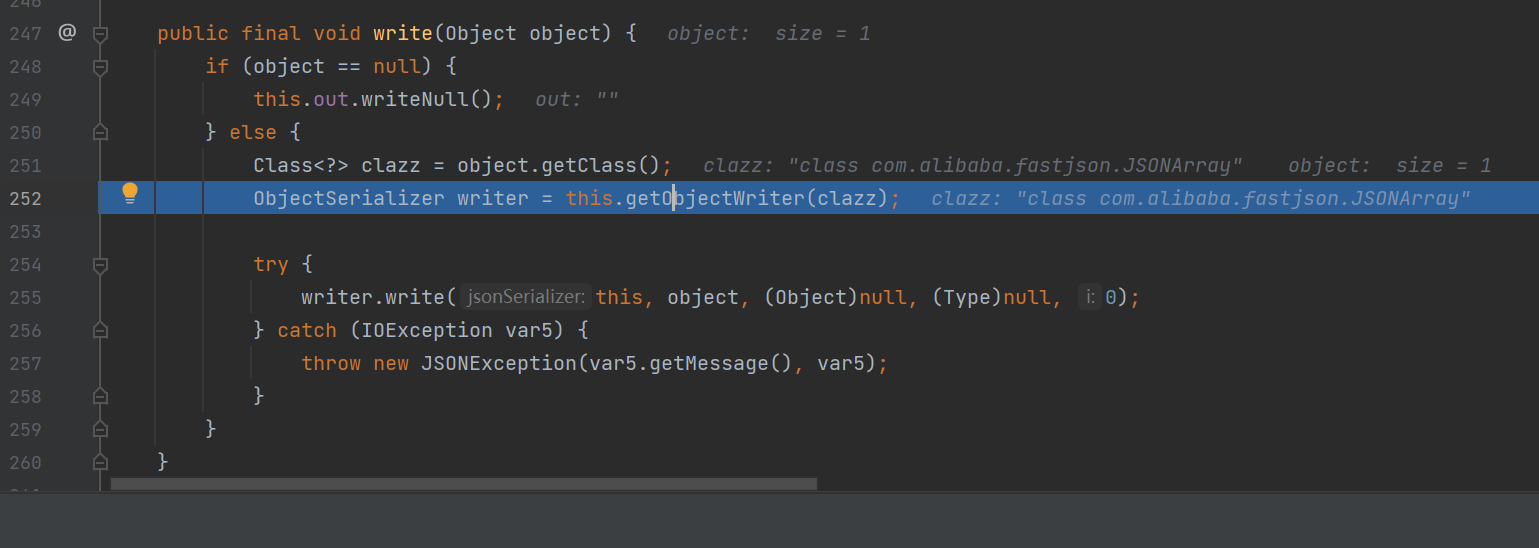 247 @ public final void write(Object object) { object: size = 1
248 if (object == null) {
249 this.out.writeNull(); out: ""
250 } else {
251 Class<?> clazz = object.getClass(); clazz: "class com.alibaba.fastjson.JSONArray" object: size = 1
252 ObjectSerializer writer = this.getObjectWriter(clazz); clazz: "class com.alibaba.fastjson.JSONArray"
253
254 try {
255 writer.write( jsonSerializer: this, object, (Object)null, (Type)null, i: 0);
256 } catch (IOException var5) {
257 throw new JSONException(var5.getMessage(), var5);
258 }
259 }
260 }